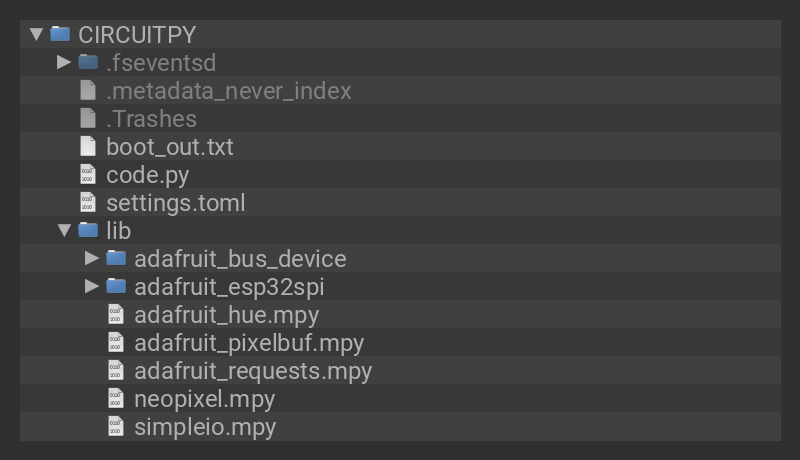 CIRCUITPY
.fseventsd
.metadata_never_index
.Trashes
boot_out.txt
code.py
settings.toml
lib
adafruit_bus_device
adafruit_esp32spi
adafruit_hue.mpy
adafruit_pixelbuf.mpy
adafruit_requests.mpy
neopixel.mpy
simpleio.mpy